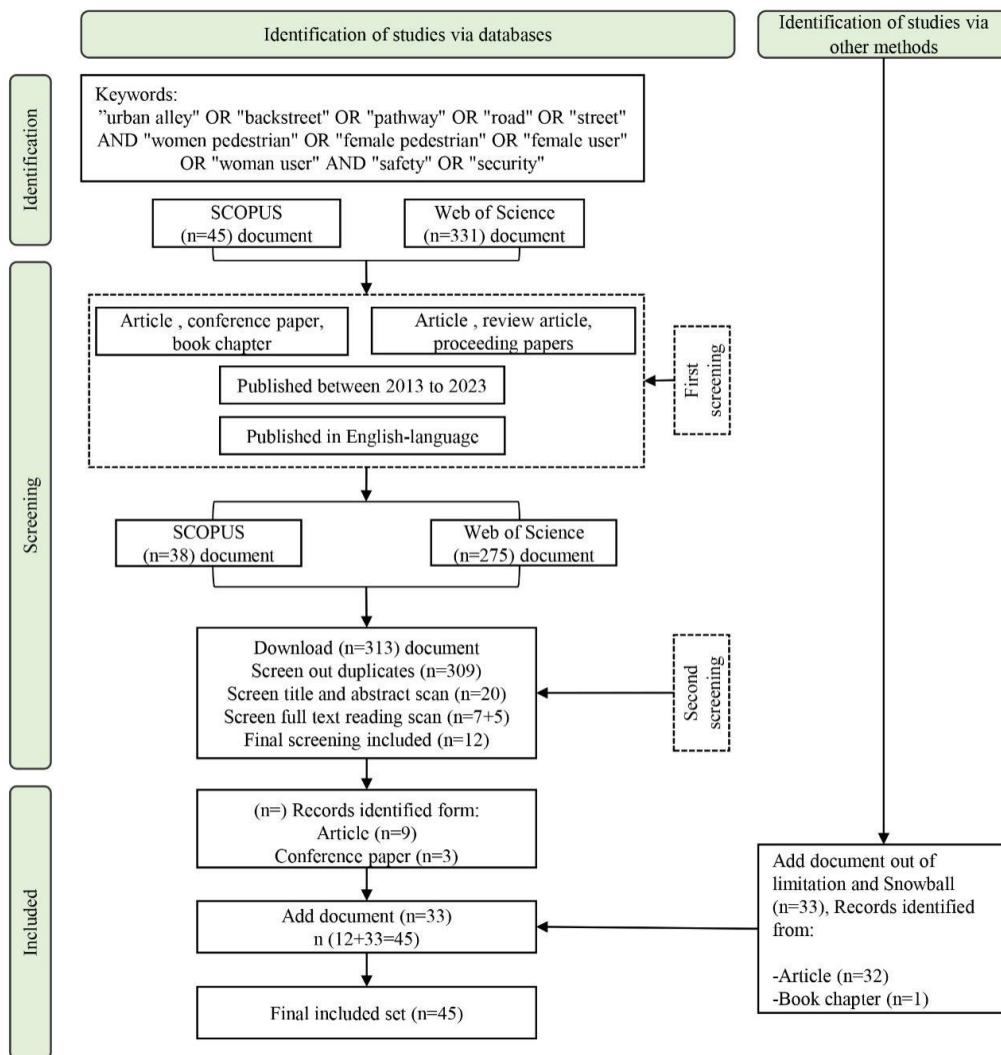 Identification of studies via databases
Identification of studies via
other methods
Identification
Keywords:
”urban alley" OR "backstreet" OR "pathway" OR "road" OR "street"
AND "women pedestrian" OR "female pedestrian" OR "female user"
OR "woman user" AND "safety" OR "security"
SCOPUS
(n=45) document
Web of Science
(n=331) document
Screening
Article , conference paper,
book chapter
Article , review article,
proceeding papers
Published between 2013 to 2023
Published in English-language
First
screening
SCOPUS
(n=38) document
Web of Science
(n=275) document
Download (n=313) document
Screen out duplicates (n=309)
Screen title and abstract scan (n=20)
Screen full text reading scan (n=7+5)
Final screening included (n=12)
Second
screening
Included
(n=) Records identified form:
Article (n=9)
Conference paper (n=3)
Add document (n=33)
n (12+33=45)
Add document out of
limitation and Snowball
(n=33), Records identified
from:
-Article (n=32)
-Book chapter (n=1)
Final included set (n=45)